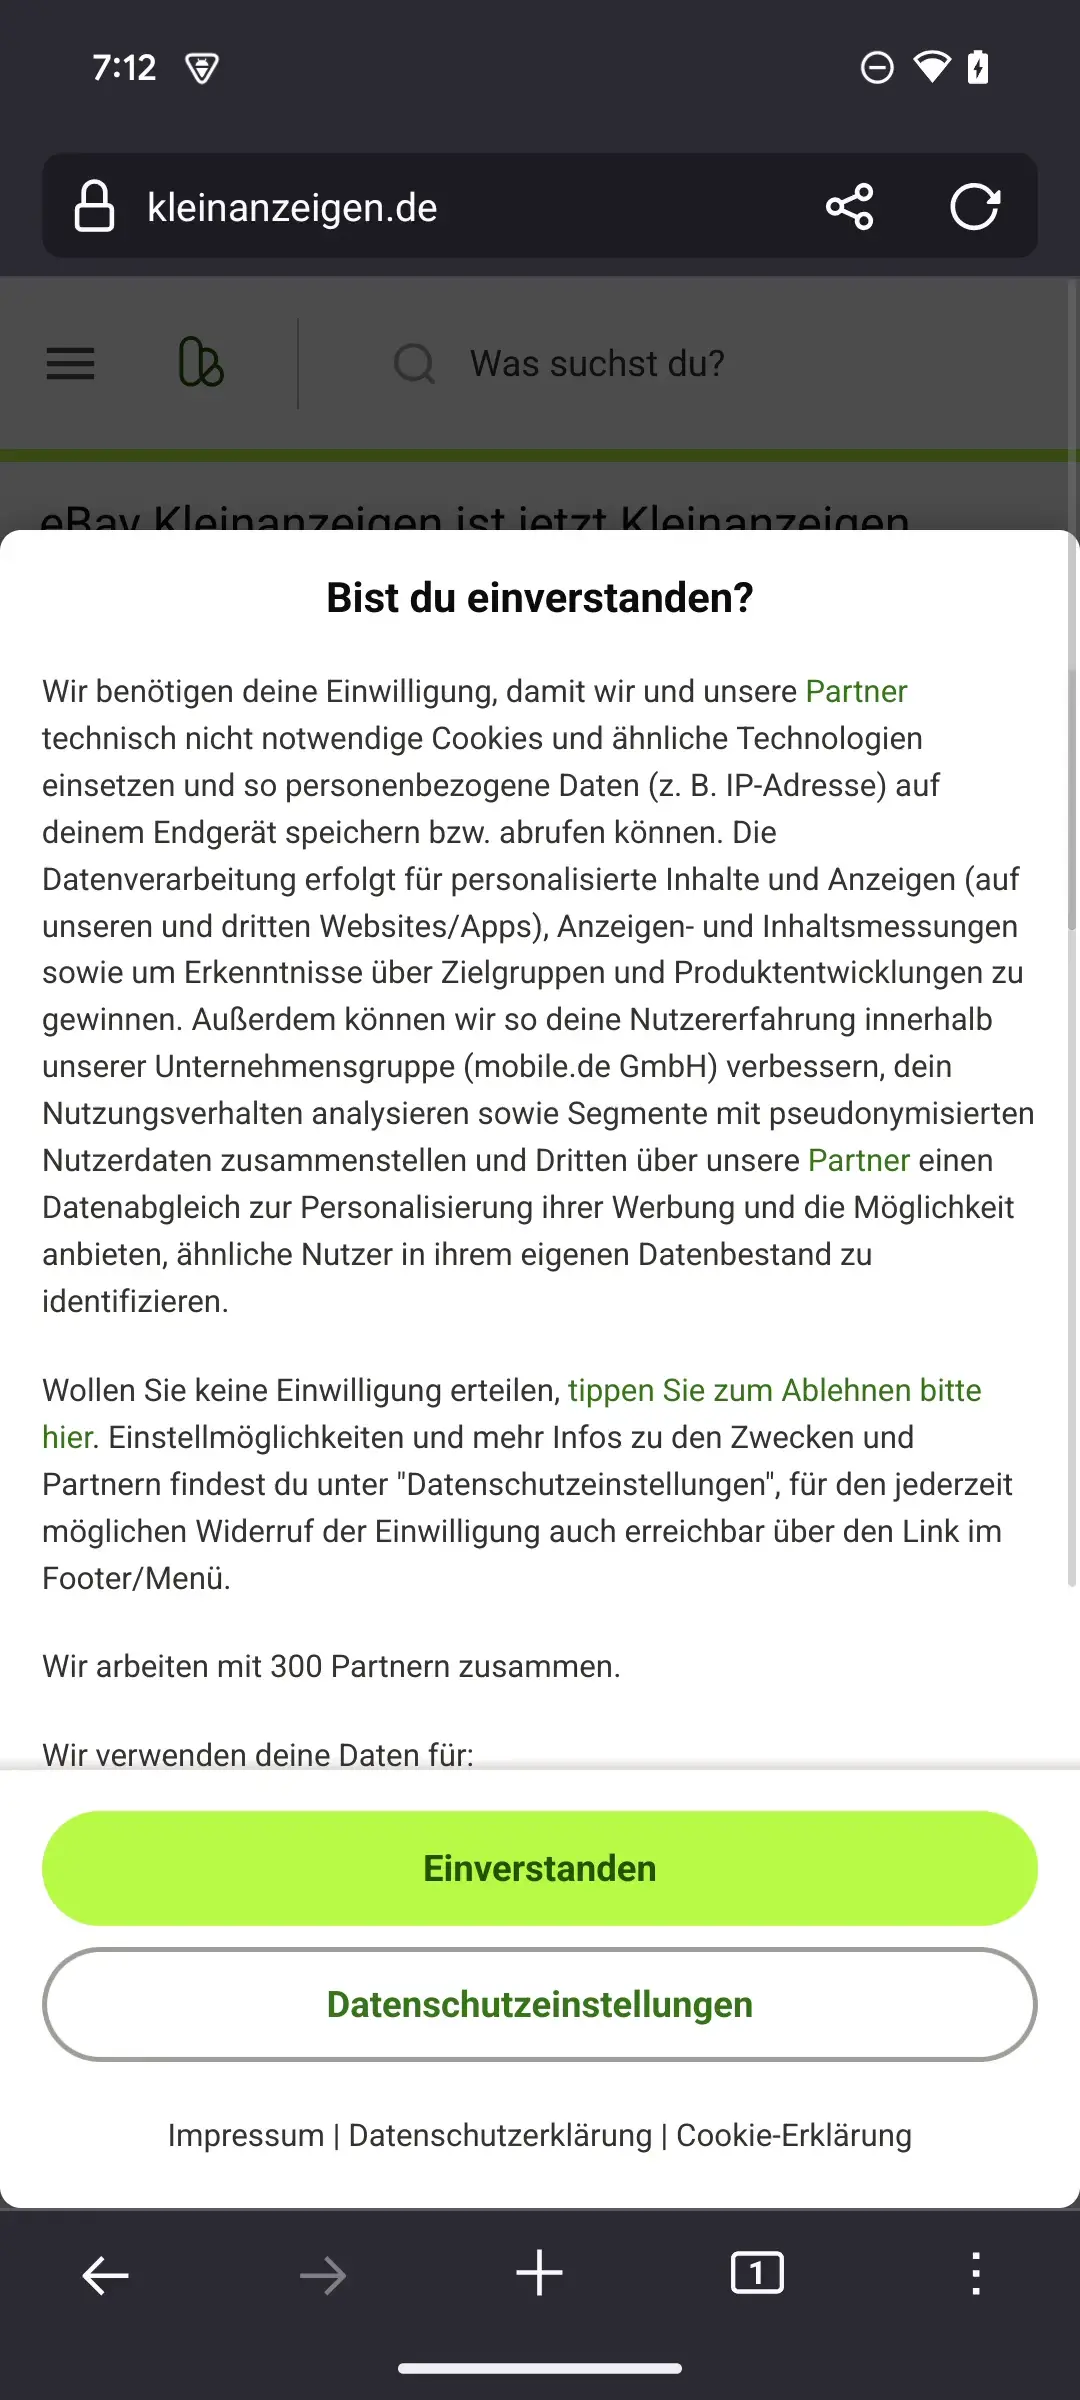 7:12
kleinanzeigen.de
Was suchst du?
eBay Kleinanzeigen ist jetzt Kleinanzeigen
Bist du einverstanden?
Wir benötigen deine Einwilligung, damit wir und unsere Partner
technisch nicht notwendige Cookies und ähnliche Technologien
einsetzen und so personenbezogene Daten (z. B. IP-Adresse) auf
deinem Endgerät speichern bzw. abrufen können. Die
Datenverarbeitung erfolgt für personalisierte Inhalte und Anzeigen (auf
unseren und dritten Websites/Apps), Anzeigen- und Inhaltsmessungen
sowie um Erkenntnisse über Zielgruppen und Produktentwicklungen zu
gewinnen. Außerdem können wir so deine Nutzererfahrung innerhalb
unserer Unternehmensgruppe (mobile.de GmbH) verbessern, dein
Nutzungsverhalten analysieren sowie Segmente mit pseudonymisierten
Nutzerdaten zusammenstellen und Dritten über unsere Partner einen
Datenabgleich zur Personalisierung ihrer Werbung und die Möglichkeit
anbieten, ähnliche Nutzer in ihrem eigenen Datenbestand zu
identifizieren.
Wollen Sie keine Einwilligung erteilen, tippen Sie zum Ablehnen bitte
hier. Einstellmöglichkeiten und mehr Infos zu den Zwecken und
Partnern findest du unter "Datenschutzeinstellungen", für den jederzeit
möglichen Widerruf der Einwilligung auch erreichbar über den Link im
Footer/Menü.
Wir arbeiten mit 300 Partnern zusammen.
Wir verwenden deine Daten für:
Einverstanden
Datenschutzeinstellungen
Impressum | Datenschutzerklärung | Cookie-Erklärung
1